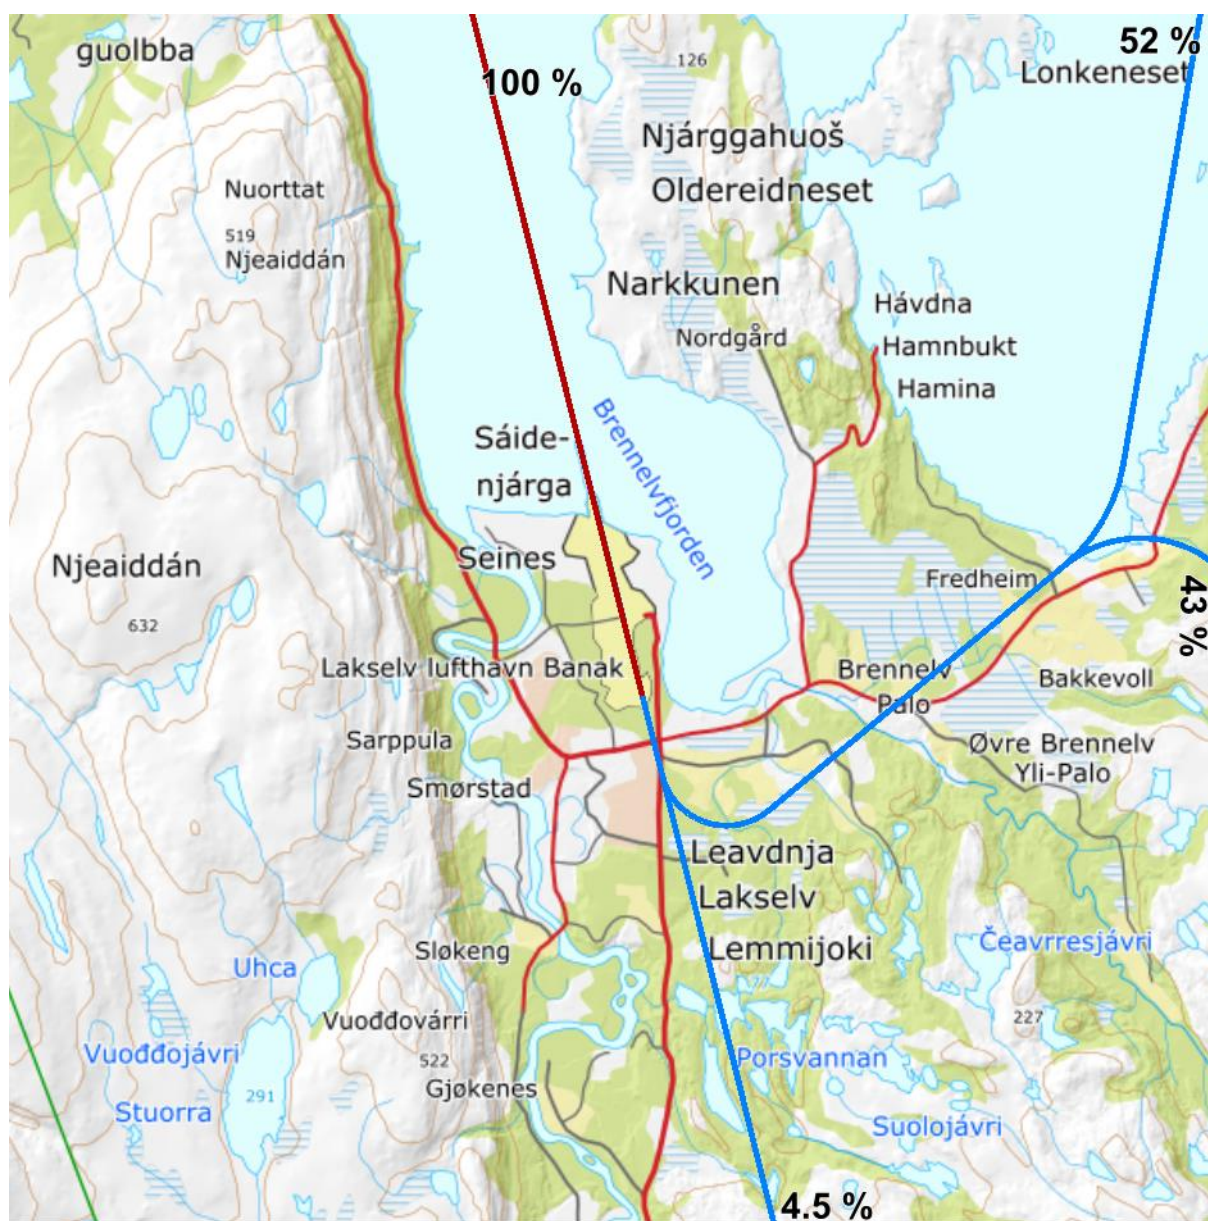 guolbba
52 %
Lonkeneset
126
100 %
Njárggahuoš
Oldereidneset
Nuorttat
519
Njeaiddán
Narkkunen
Hávdna
Nordgård
Hamnbukt
Hamina
Brennelvfjorden
Sáide-
njárga
Seines
Njeaiddán
632
Fredheim
43 %
Lakselv lufthavn Banak
Brennelv
Palo
Bakkevoll
Sarppula
Øvre Brennelv
Yli-Palo
Smørstad
Leavdnja
Lakselv
Lemmijoki
Sløkeng
Čeavrresjávri
Uhca
77
Vuođđovárri
227
Vuođđojávri
522
Porsvannan
Gjøkenes
291
Stuorra
Suolojávri
4.5 %